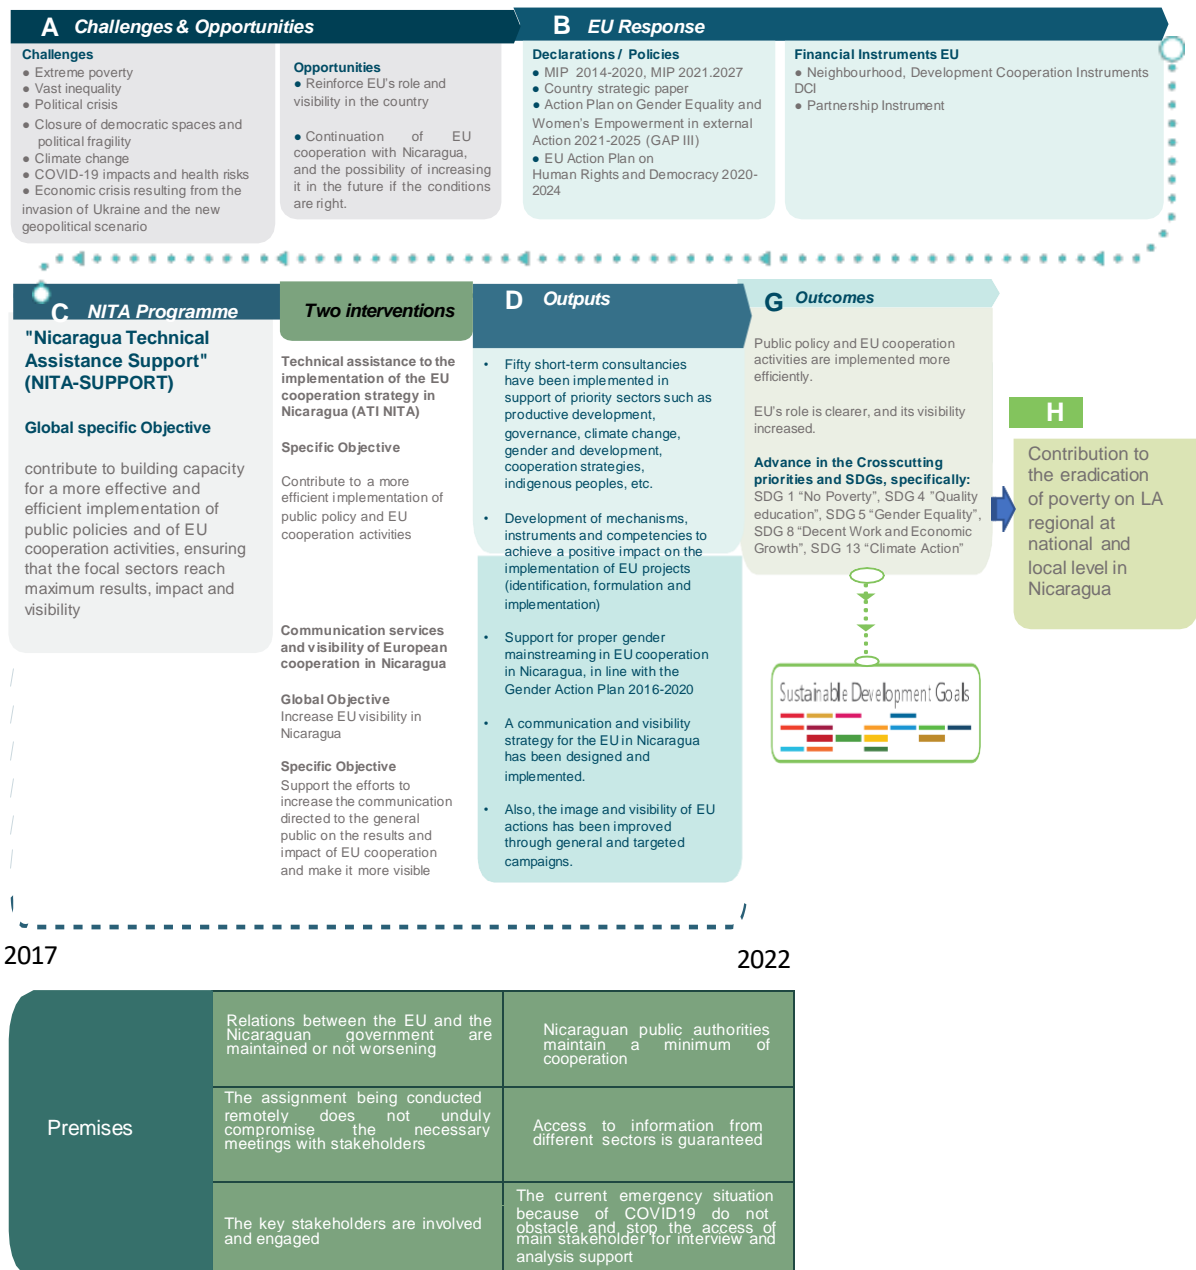 A Challenges & Opportunities
Challenges
● Extreme poverty
● Vast inequality
● Political crisis
● Closure of democratic spaces and
political fragility
● Climate change
● COVID-19 impacts and health risks
● Economic crisis resulting from the
invasion of Ukraine and the new
geopolitical scenario
Opportunities
● Reinforce EU's role and
visibility in the country
● Continuation of EU
cooperation with Nicaragua,
and the possibility of increasing
it in the future if the conditions
are right.
B EU Response
Declarations / Policies
● MIP 2014-2020, MIP 2021.2027
● Country strategic paper
● Action Plan on Gender Equality and
Women's Empowerment in external
Action 2021-2025 (GAP III)
● EU Action Plan on
Human Rights and Democracy 2020-
2024
Financial Instruments EU
● Neighbourhood, Development Cooperation Instruments
DCI
● Partnership Instrument
C NITA Programme
"Nicaragua Technical
Assistance Support"
(NITA-SUPPORT)
Global specific Objective
contribute to building capacity
for a more effective and
efficient implementation of
public policies and of EU
cooperation activities, ensuring
that the focal sectors reach
maximum results, impact and
visibility
Two interventions
Technical assistance to the
implementation of the EU
cooperation strategy in
Nicaragua (ATI NITA)
Specific Objective
Contribute to a more
efficient implementation of
public policy and EU
cooperation activities
Communication services
and visibility of European
cooperation in Nicaragua
Global Objective
Increase EU visibility in
Nicaragua
Specific Objective
Support the efforts to
increase the communication
directed to the general
public on the results and
impact of EU cooperation
and make it more visible
D Outputs
• Fifty short-term consultancies
have been implemented in
support of priority sectors such as
productive development,
governance, climate change,
gender and development,
cooperation strategies,
indigenous peoples, etc.
• Development of mechanisms,
instruments and competencies to
achieve a positive impact on the
implementation of EU projects
(identification, formulation and
implementation)
• Support for proper gender
mainstreaming in EU cooperation
in Nicaragua, in line with the
Gender Action Plan 2016-2020
• A communication and visibility
strategy for the EU in Nicaragua
has been designed and
implemented.
• Also, the image and visibility of EU
actions has been improved
through general and targeted
campaigns.
G Outcomes
Public policy and EU cooperation
activities are implemented more
efficiently.
EU's role is clearer, and its visibility
increased.
Advance in the Crosscutting
priorities and SDGs, specifically:
SDG 1 “No Poverty”, SDG 4 ”Quality
education”, SDG 5 “Gender Equality”,
SDG 8 “Decent Work and Economic
Growth”, SDG 13 “Climate Action”
Sustainable Development Goals
H
Contribution to
the eradication
of poverty on LA
regional at
national and
local level in
Nicaragua
2017
2022
Premises
Relations between the EU and the
Nicaraguan government are
maintained or not worsening
Nicaraguan public authorities
maintain a minimum of
cooperation
The assignment being conducted
remotely does not unduly
compromise the necessary
meetings with stakeholders
Access to information from
different sectors is guaranteed
The key stakeholders are involved
and engaged
The current emergency situation
because of COVID19 do not
obstacle and stop the access of
main stakeholder for interview and
analysis support